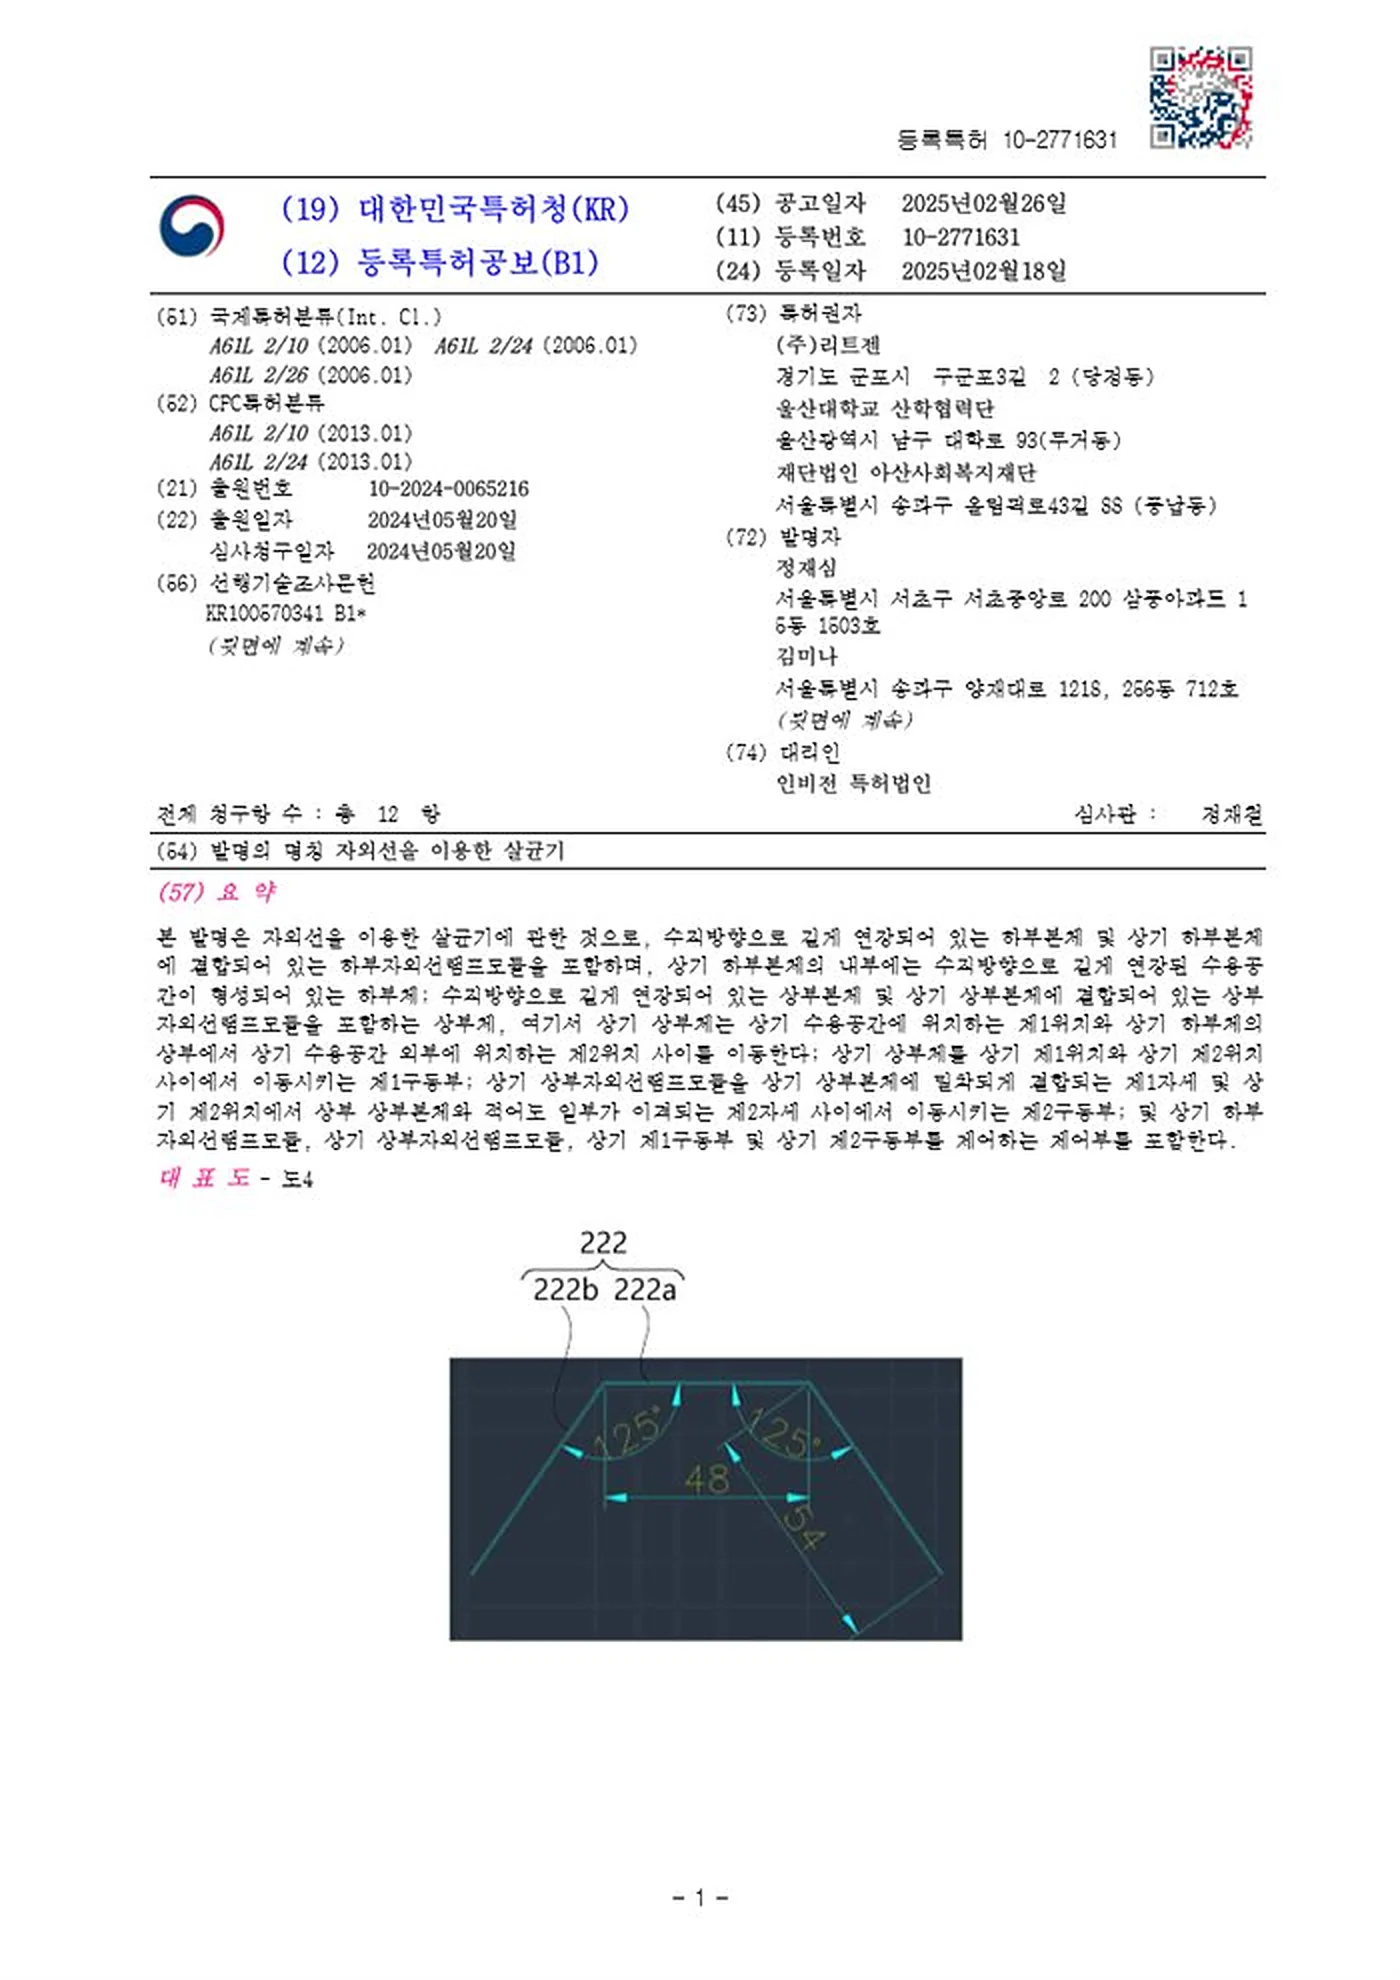 등록특허 10-2771631
(19) 대한민국특허청(KR)
(12) 등록특허공보(B1)
(45) 공고일자 2025년02월26일
(11) 등록번호 10-2771631
(24) 등록일자 2025년02월18일
(51) 국제특허분류(Int. Cl.)
A61L 2/10 (2006.01) A61L 2/24 (2006.01)
A61L 2/26 (2006.01)
(52) CPC특허분류
A61L 2/10 (2013.01)
A61L 2/24 (2013.01)
(21) 출원번호 10-2024-0065216
(22) 출원일자 2024년05월20일
심사청구일자 2024년05월20일
(56) 선행기술조사문헌
KR100570341 B1*
(뒷면에 계속)
(73) 특허권자
(주)리트젠
경기도 군포시 구군포3길 2 (당정동)
울산대학교 산학협력단
울산광역시 남구 대학로 93(무거동)
재단법인 아산사회복지재단
서울특별시 송파구 올림픽로43길 88 (풍납동)
(72) 발명자
정재심
서울특별시 서초구 서초중앙로 200 삼풍아파트 1
5동 1503호
김미나
서울특별시 송파구 양재대로 1218, 256동 712호
(뒷면에 계속)
(74) 대리인
인비전 특허법인
전체 청구항 수 : 총 12 항 심사관 : 정재철
(54) 발명의 명칭 자외선을 이용한 살균기
(57) 요 약
본 발명은 자외선을 이용한 살균기에 관한 것으로, 수직방향으로 길게 연장되어 있는 하부본체 및 상기 하부본체
에 결합되어 있는 하부자외선램프모듈을 포함하며, 상기 하부본체의 내부에는 수직방향으로 길게 연장된 수용공
간이 형성되어 있는 하부체; 수직방향으로 길게 연장되어 있는 상부본체 및 상기 상부본체에 결합되어 있는 상부
자외선램프모듈을 포함하는 상부체, 여기서 상기 상부체는 상기 수용공간에 위치하는 제1위치와 상기 하부체의
상부에서 상기 수용공간 외부에 위치하는 제2위치 사이를 이동한다; 상기 상부체를 상기 제1위치와 상기 제2위치
사이에서 이동시키는 제1구동부; 상기 상부자외선램프모듈을 상기 상부본체에 밀착되게 결합되는 제1자세 및 상
기 제2위치에서 상부 상부본체와 적어도 일부가 이격되는 제2자세 사이에서 이동시키는 제2구동부; 및 상기 하부
자외선램프모듈, 상기 상부자외선램프모듈, 상기 제1구동부 및 상기 제2구동부를 제어하는 제어부를 포함한다.
대 표 도 - 도4
222
222b 222a
125° 125°
48
54
- 1 -